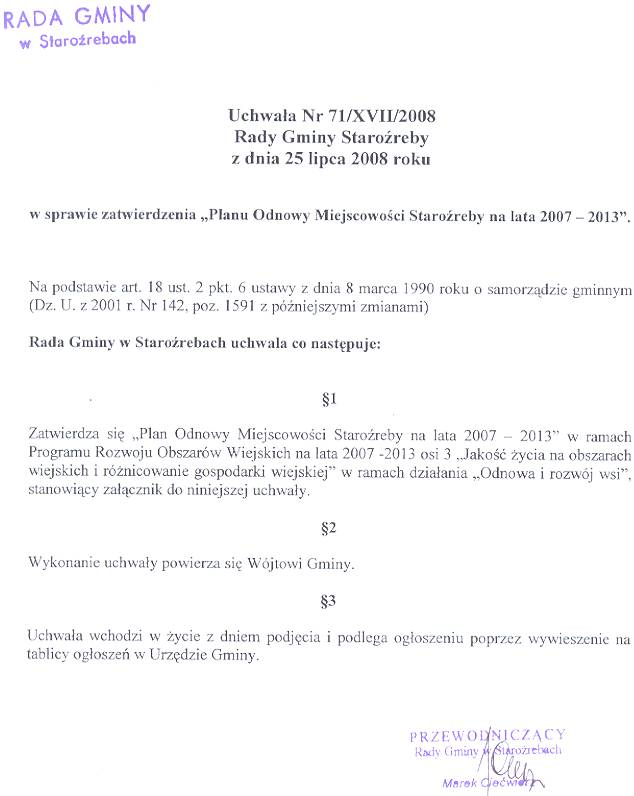 RADA GMINY
w Staroźrebach
Uchwała Nr 71/XVII/2008
Rady Gminy Staroźreby
z dnia 25 lipca 2008 roku
w sprawie zatwierdzenia „Planu Odnowy Miejscowości Staroźreby na lata 2007 – 2013”.
Na podstawie art. 18 ust. 2 pkt. 6 ustawy z dnia 8 marca 1990 roku o samorządzie gminnym
(Dz. U. z 2001 r. Nr 142, poz. 1591 z późniejszymi zmianami)
Rada Gminy w Staroźrebach uchwala co następuje:
§1
Zatwierdza się „Plan Odnowy Miejscowości Staroźreby na lata 2007 – 2013” w ramach
Programu Rozwoju Obszarów Wiejskich na lata 2007 -2013 osi 3 „Jakość życia na obszarach
wiejskich i różnicowanie gospodarki wiejskiej” w ramach działania „Odnowa i rozwój wsi”,
stanowiący załącznik do niniejszej uchwały.
§2
Wykonanie uchwały powierza się Wójtowi Gminy.
§3
Uchwała wchodzi w życie z dniem podjęcia i podlega ogłoszeniu poprzez wywieszenie na
tablicy ogłoszeń w Urzędzie Gminy.
PRZEWODNICZĄCY
Rady Gminy w Staroźrebach
Marek